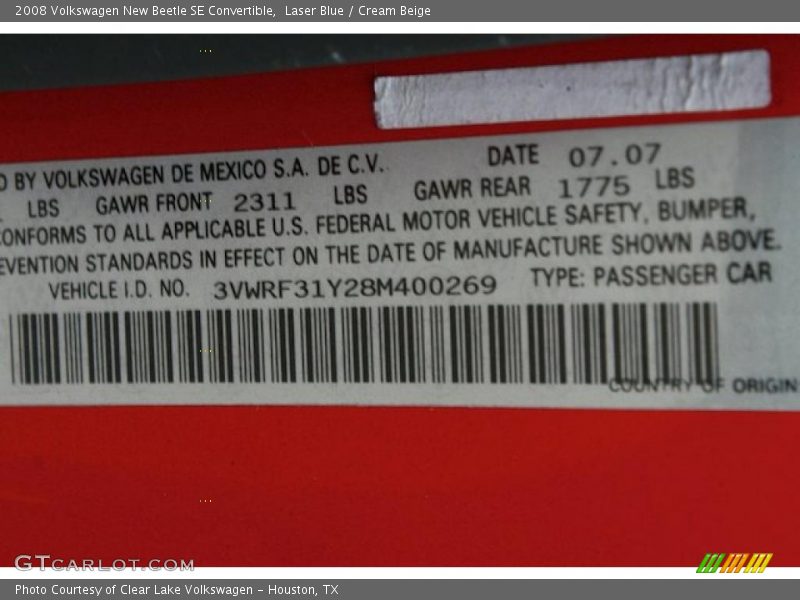 2008 Volkswagen New Beetle SE Convertible,  Laser Blue / Cream Beige
D BY VOLKSWAGEN DE MEXICO S.A. DE C.V. DATE 07.07
LBS GAWR FRONT 2311 LBS GAWR REAR 1775 LBS
CONFORMS TO ALL APPLICABLE U.S. FEDERAL MOTOR VEHICLE SAFETY, BUMPER,
EVENTION STANDARDS IN EFFECT ON THE DATE OF MANUFACTURE SHOWN ABOVE.
VEHICLE I.D. NO. 3VWRF31Y28M400269 TYPE: PASSENGER CAR
COUNTRY OF ORIGIN
GTCARLOT.COM
Photo Courtesy of Clear Lake Volkswagen – Houston, TX